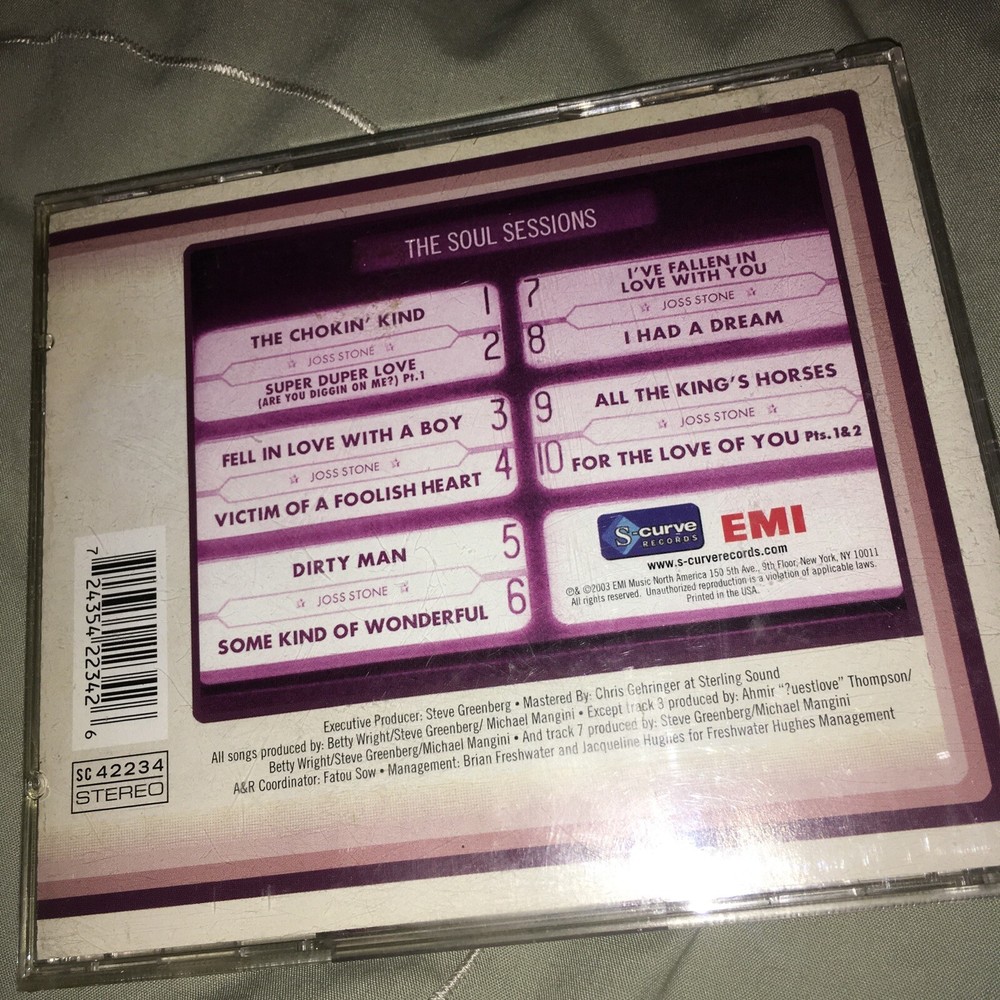 THE SOUL SESSIONS
THE CHOKIN' KIND 1
☆ JOSS STONE ☆
SUPER DUPER LOVE 2
(ARE YOU DIGGIN ON ME?) Pt.1
FELL IN LOVE WITH A BOY 3
☆ JOSS STONE ☆
VICTIM OF A FOOLISH HEART 4
DIRTY MAN 5
☆ JOSS STONE ☆
SOME KIND OF WONDERFUL 6
7 I'VE FALLEN IN
LOVE WITH YOU
☆ JOSS STONE ☆
8 I HAD A DREAM
9 ALL THE KING'S HORSES
☆ JOSS STONE ☆
10 FOR THE LOVE OF YOU Pts. 1&2
S-curve
RECORDS
EMI
www.s-curverecords.com
℗& ©2003 EMI Music North America 150 5th Ave., 9th Floor, New York, NY 10011
All rights reserved. Unauthorized reproduction is a violation of applicable laws.
Printed in the USA.
Executive Producer: Steve Greenberg • Mastered By: Chris Gehringer at Sterling Sound
All songs produced by: Betty Wright/Steve Greenberg/ Michael Mangini • Except track 3 produced by: Ahmir "?uestlove" Thompson/
Betty Wright/Steve Greenberg/Michael Mangini • And track 7 produced by: Steve Greenberg/Michael Mangini
A&R Coordinator: Fatou Sow • Management: Brian Freshwater and Jacqueline Hughes for Freshwater Hughes Management
7 24354 22342 6
SC 42234
STEREO